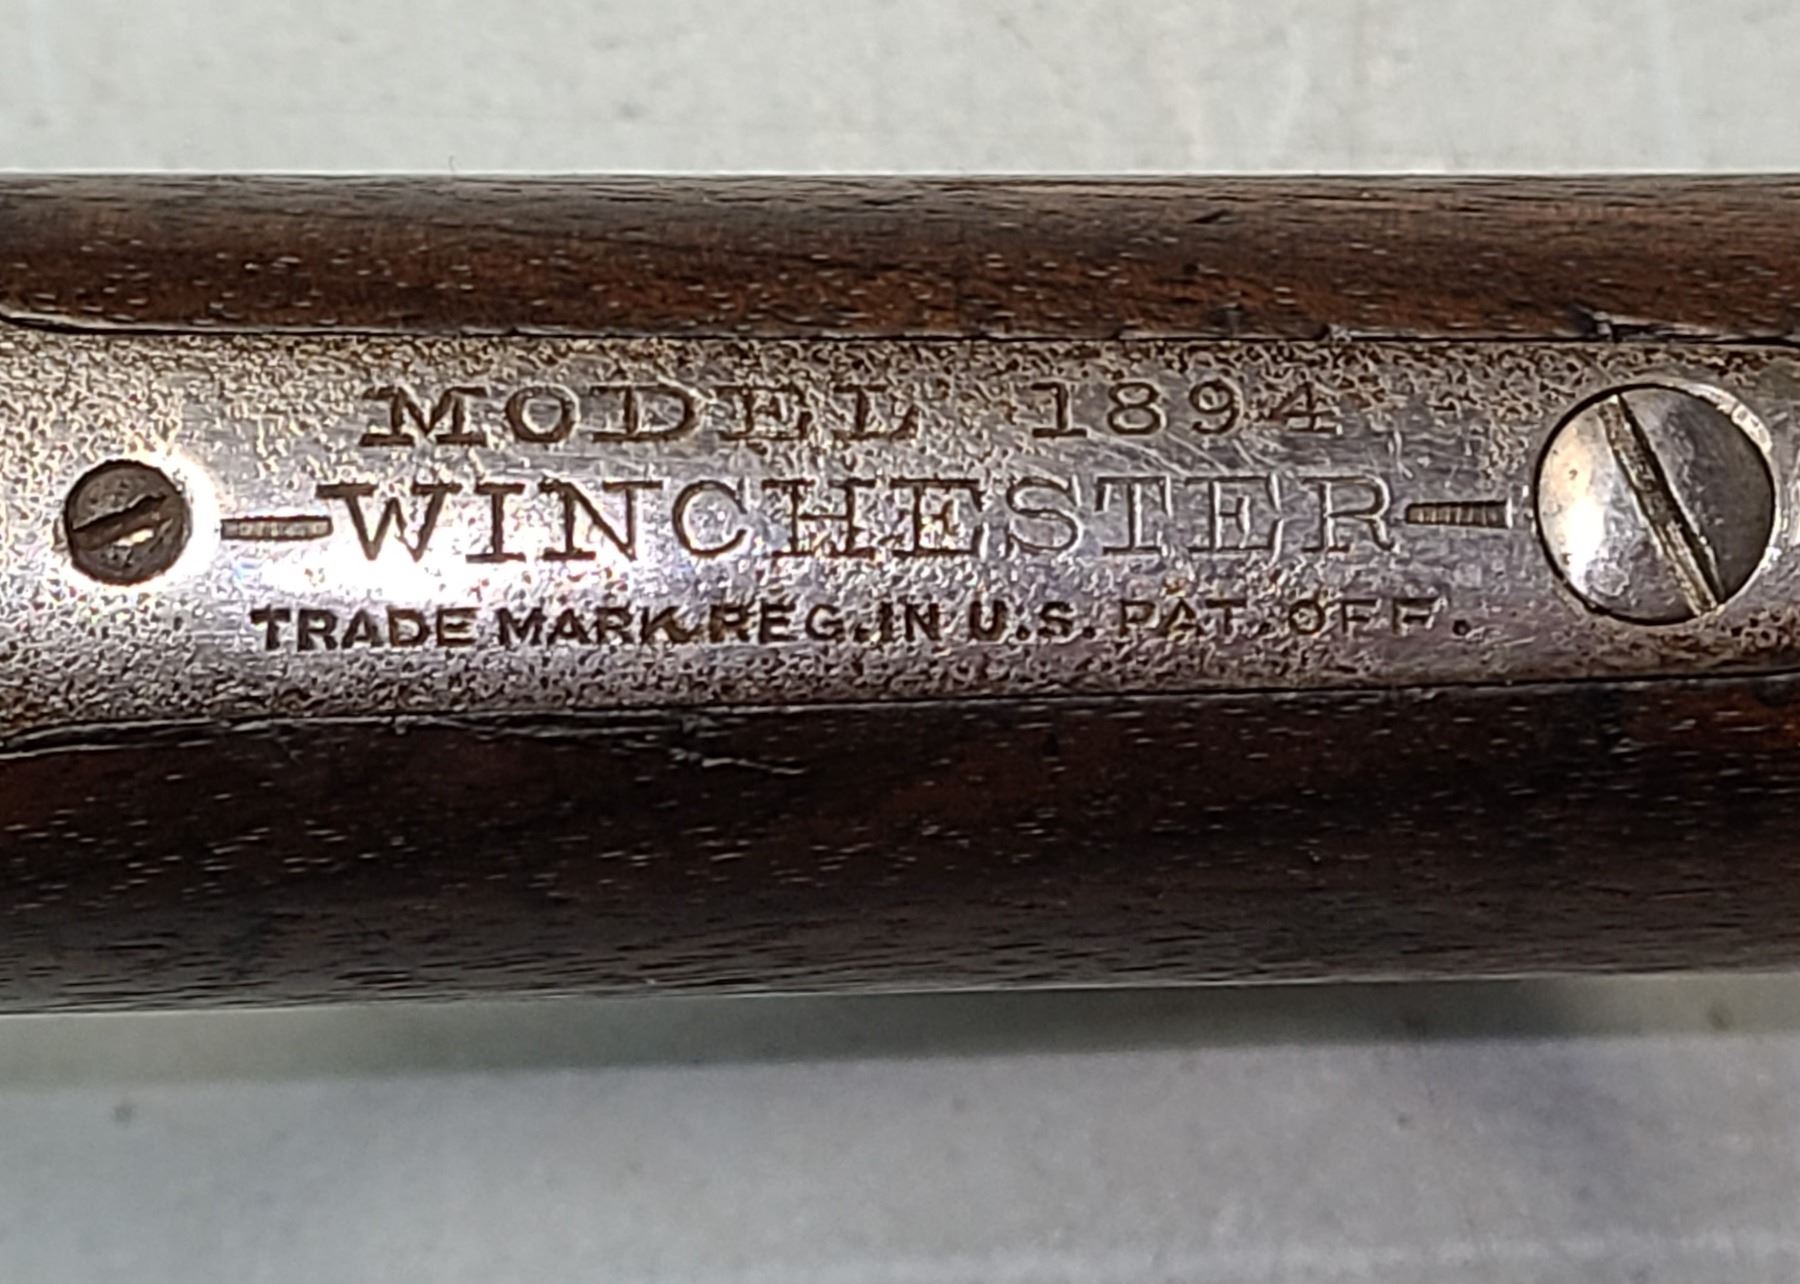 MODEL 1894
-WINCHESTER-
TRADE MARK REG. IN U.S. PAT. OFF.